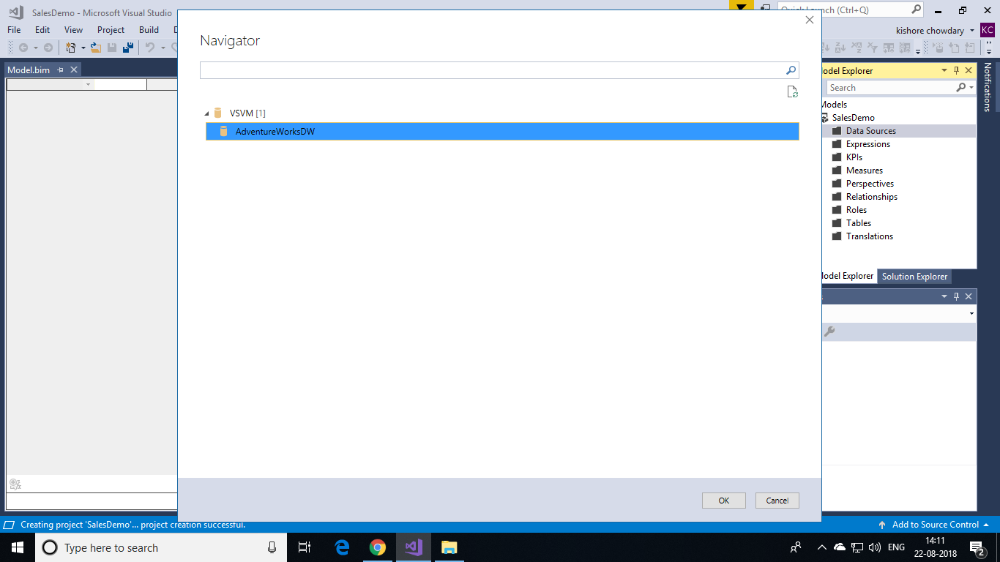 SalesDemo - Microsoft Visual Studio
Quick Launch (Ctrl+Q)
File Edit View Project Build
kishore chowdary KC
Model.bim
Navigator
VSVM [1]
AdventureWorksDW
OK Cancel
Model Explorer
Search
Models
SalesDemo
Data Sources
Expressions
KPIs
Measures
Perspectives
Relationships
Roles
Tables
Translations
Model Explorer Solution Explorer
Notifications
Creating project 'SalesDemo'... project creation successful.
Add to Source Control
Type here to search
ENG
14:11
22-08-2018
2